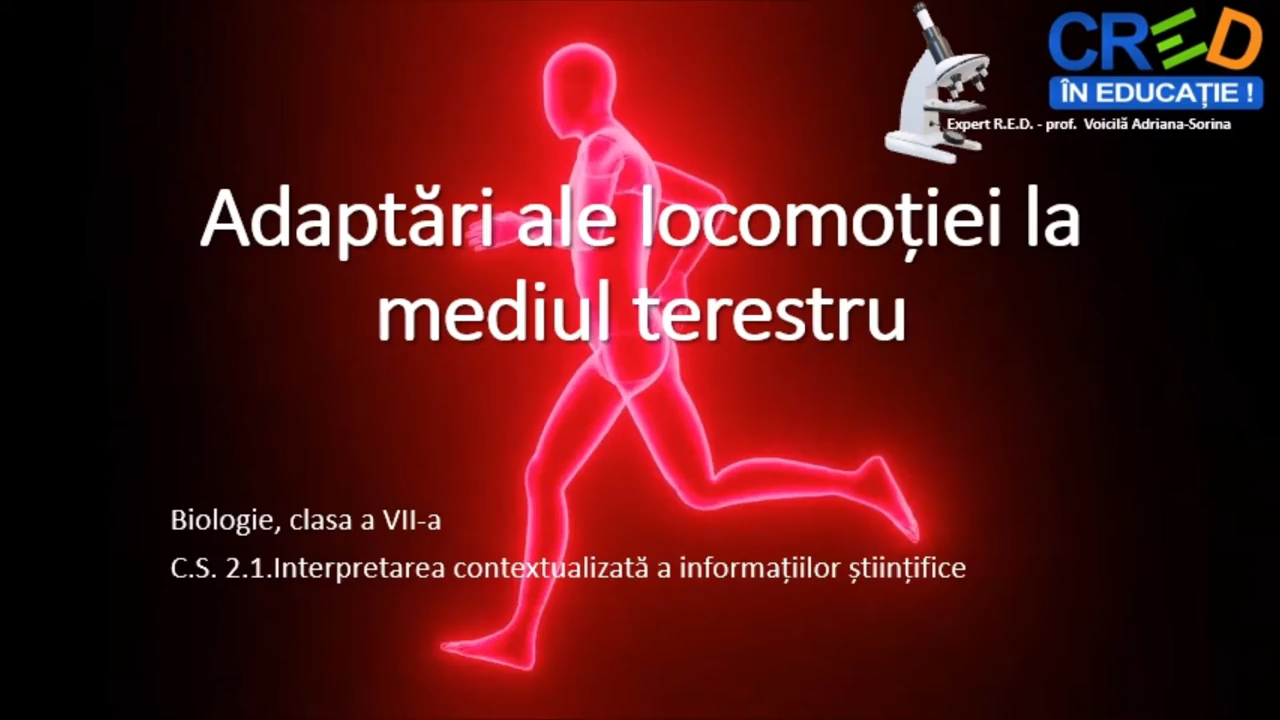 CRED
ÎN EDUCAȚIE !
Expert R.E.D. - prof. Voicilă Adriana-Sorina
Adaptări ale locomoției la
mediul terestru
Biologie, clasa a VII-a
C.S. 2.1.Interpretarea contextualizată a informațiilor științifice